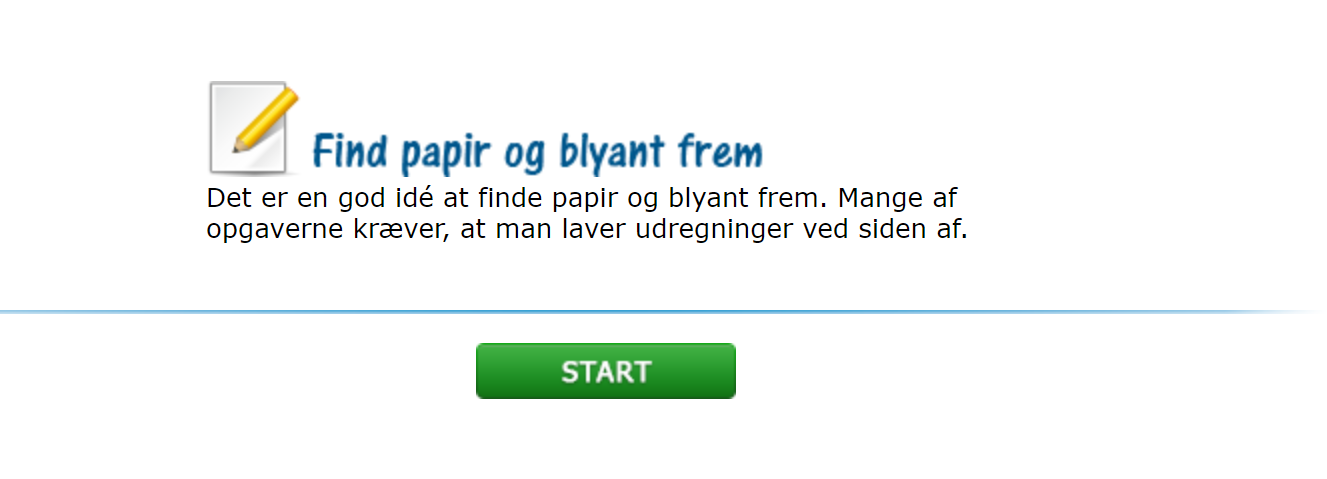 Find papir og blyant frem
Det er en god idé at finde papir og blyant frem. Mange af
opgaverne kræver, at man laver udregninger ved siden af.
START